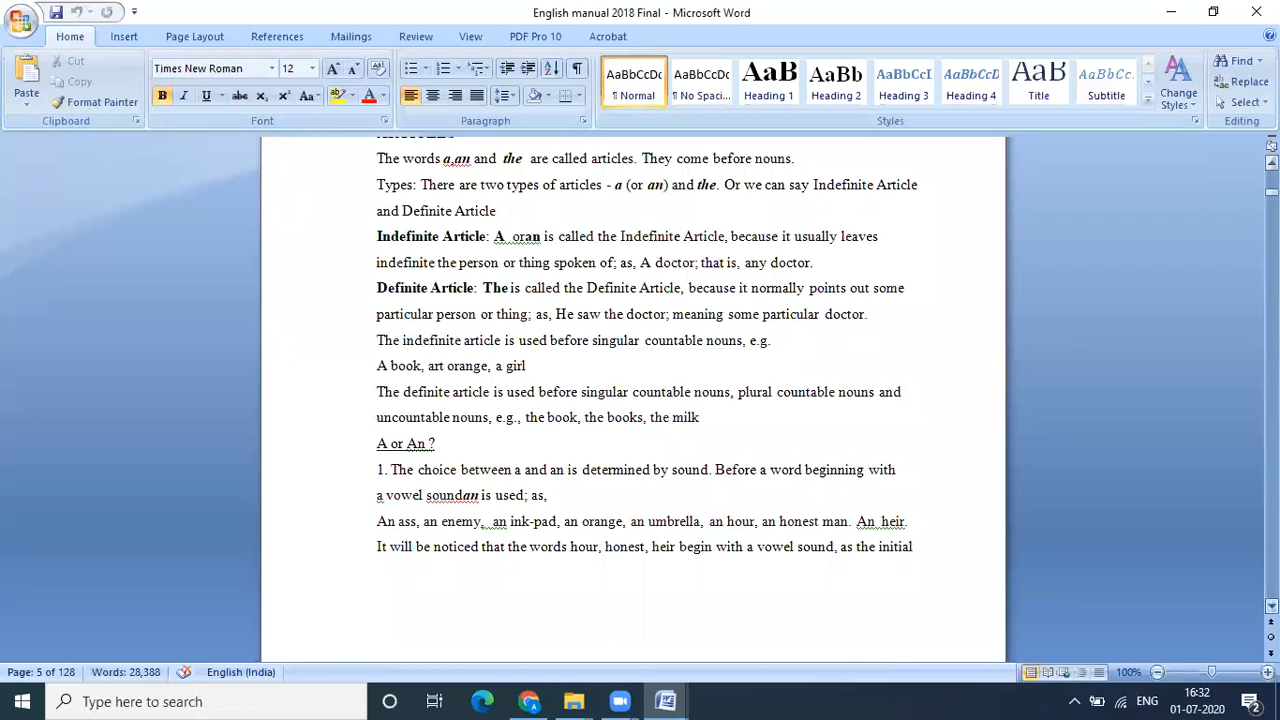 English manual 2018 Final - Microsoft Word
Home Insert Page Layout References Mailings Review View PDF Pro 10 Acrobat
Paste Cut Copy Format Painter
Times New Roman 12
AaBbCcDc AaBbCcDc AaB AaBb AaBbCcI AaBbCcD AaB AaBbCc.
¶ Normal ¶ No Spaci... Heading 1 Heading 2 Heading 3 Heading 4 Title Subtitle
Change Styles Find Replace Select
Clipboard Font Paragraph Styles Editing
The words a,an and the are called articles. They come before nouns.
Types: There are two types of articles - a (or an) and the. Or we can say Indefinite Article
and Definite Article
Indefinite Article: A oran is called the Indefinite Article, because it usually leaves
indefinite the person or thing spoken of; as, A doctor; that is, any doctor.
Definite Article: The is called the Definite Article, because it normally points out some
particular person or thing; as, He saw the doctor; meaning some particular doctor.
The indefinite article is used before singular countable nouns, e.g.
A book, art orange, a girl
The definite article is used before singular countable nouns, plural countable nouns and
uncountable nouns, e.g., the book, the books, the milk
A or An ?
1. The choice between a and an is determined by sound. Before a word beginning with
a vowel soundan is used; as,
An ass, an enemy, an ink-pad, an orange, an umbrella, an hour, an honest man. An heir.
It will be noticed that the words hour, honest, heir begin with a vowel sound, as the initial
Page: 5 of 128 Words: 28,388 English (India) 100%
Type here to search ENG 16:32
01-07-2020